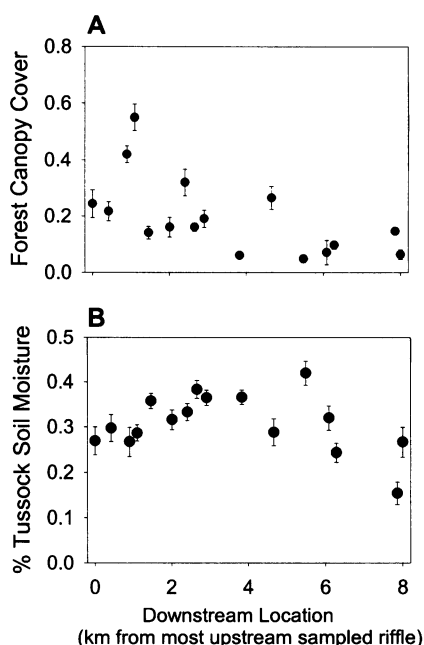 A
Forest Canopy Cover
0.8
0.6
0.4
0.2
0.0
B
% Tussock Soil Moisture
0.5
0.4
0.3
0.2
0.1
0.0
0 2 4 6 8
Downstream Location
(km from most upstream sampled riffle)